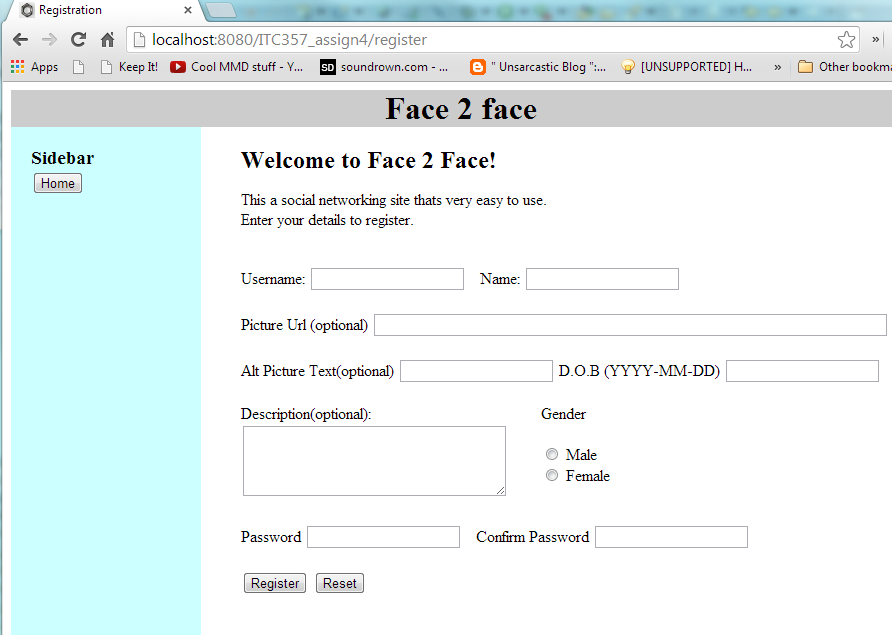 Registration
localhost:8080/ITC357_assign4/register
Apps Keep It! Cool MMD stuff - Y... SD soundrown.com - ... " Unsarcastic Blog ":... [UNSUPPORTED] H... » Other bookma
Face 2 face
Sidebar
Home
Welcome to Face 2 Face!
This a social networking site thats very easy to use.
Enter your details to register.
Username: Name:
Picture Url (optional)
Alt Picture Text(optional) D.O.B (YYYY-MM-DD)
Description(optional): Gender
Male
Female
Password Confirm Password
Register Reset